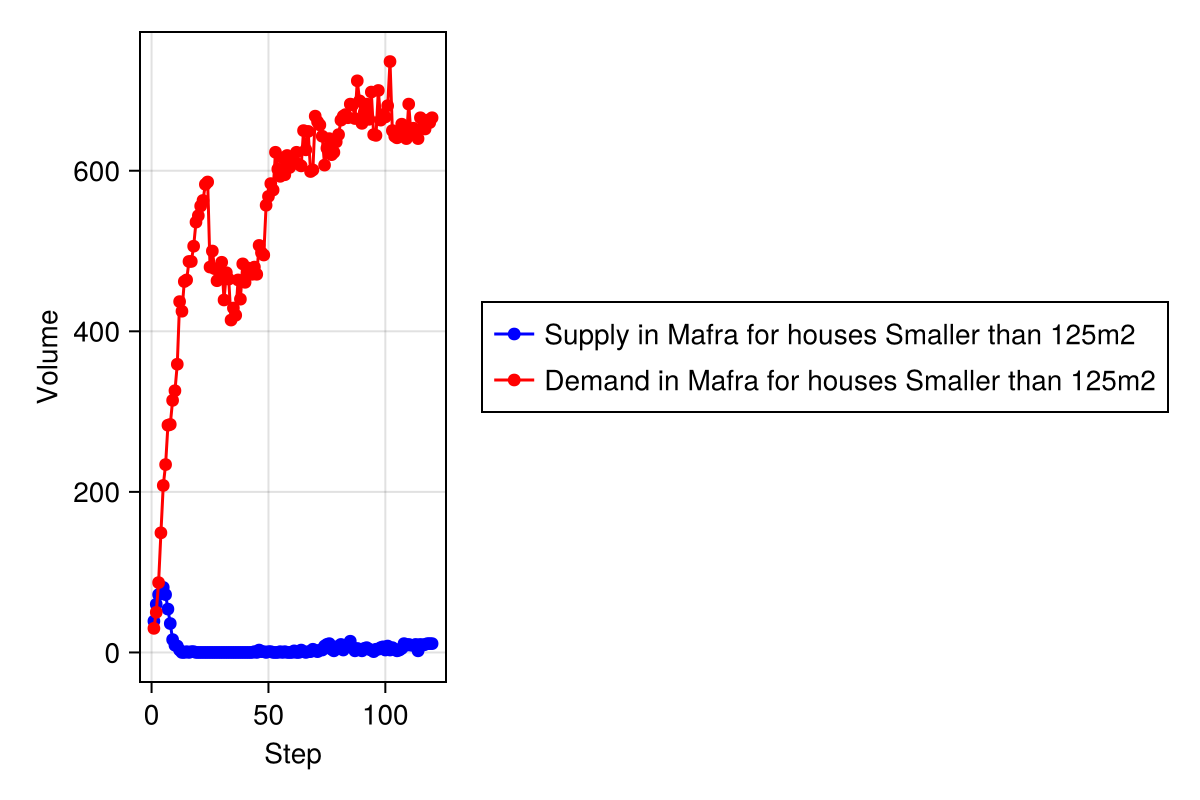 600
400
200
0
Volume
0 50 100
Step
Supply in Mafra for houses Smaller than 125m2
Demand in Mafra for houses Smaller than 125m2